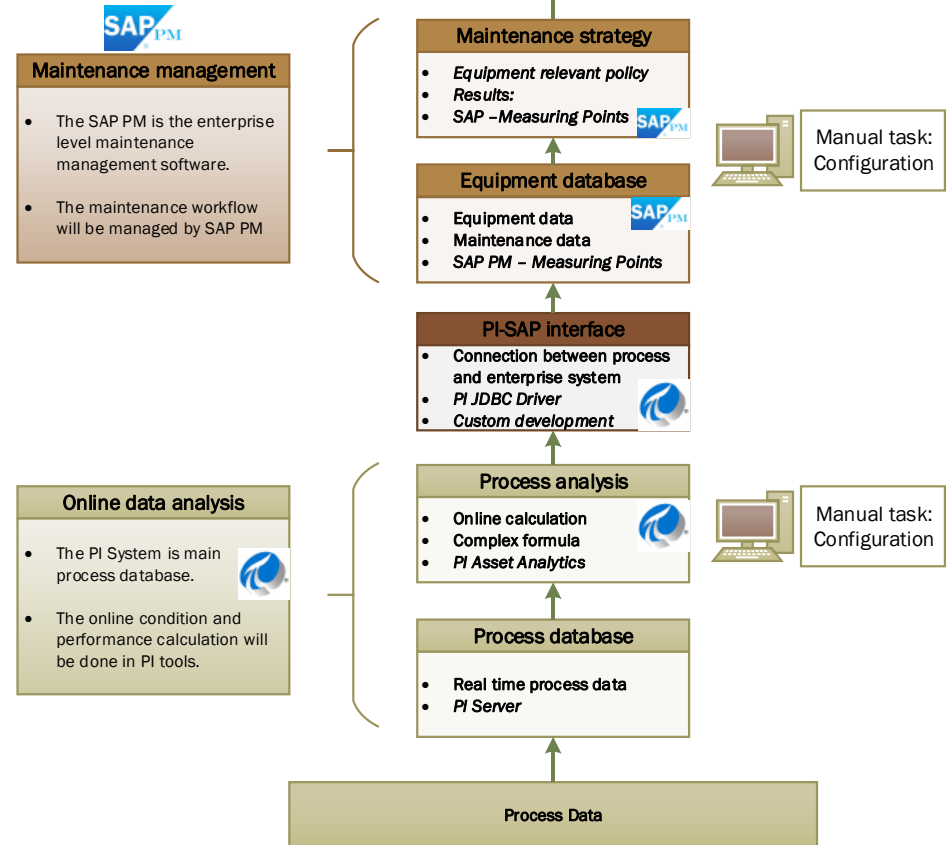 SAP PM
Maintenance management
• The SAP PM is the enterprise
level maintenance
management software.
• The maintenance workflow
will be managed by SAP PM
Maintenance strategy
• Equipment relevant policy
• Results:
• SAP –Measuring Points
SAP PM
Manual task:
Configuration
Equipment database
• Equipment data
• Maintenance data
• SAP PM – Measuring Points
SAP PM
PI-SAP interface
• Connection between process
and enterprise system
• PI JDBC Driver
• Custom development
Online data analysis
• The PI System is main
process database.
• The online condition and
performance calculation will
be done in PI tools.
Process analysis
• Online calculation
• Complex formula
• PI Asset Analytics
Manual task:
Configuration
Process database
• Real time process data
• PI Server
Process Data